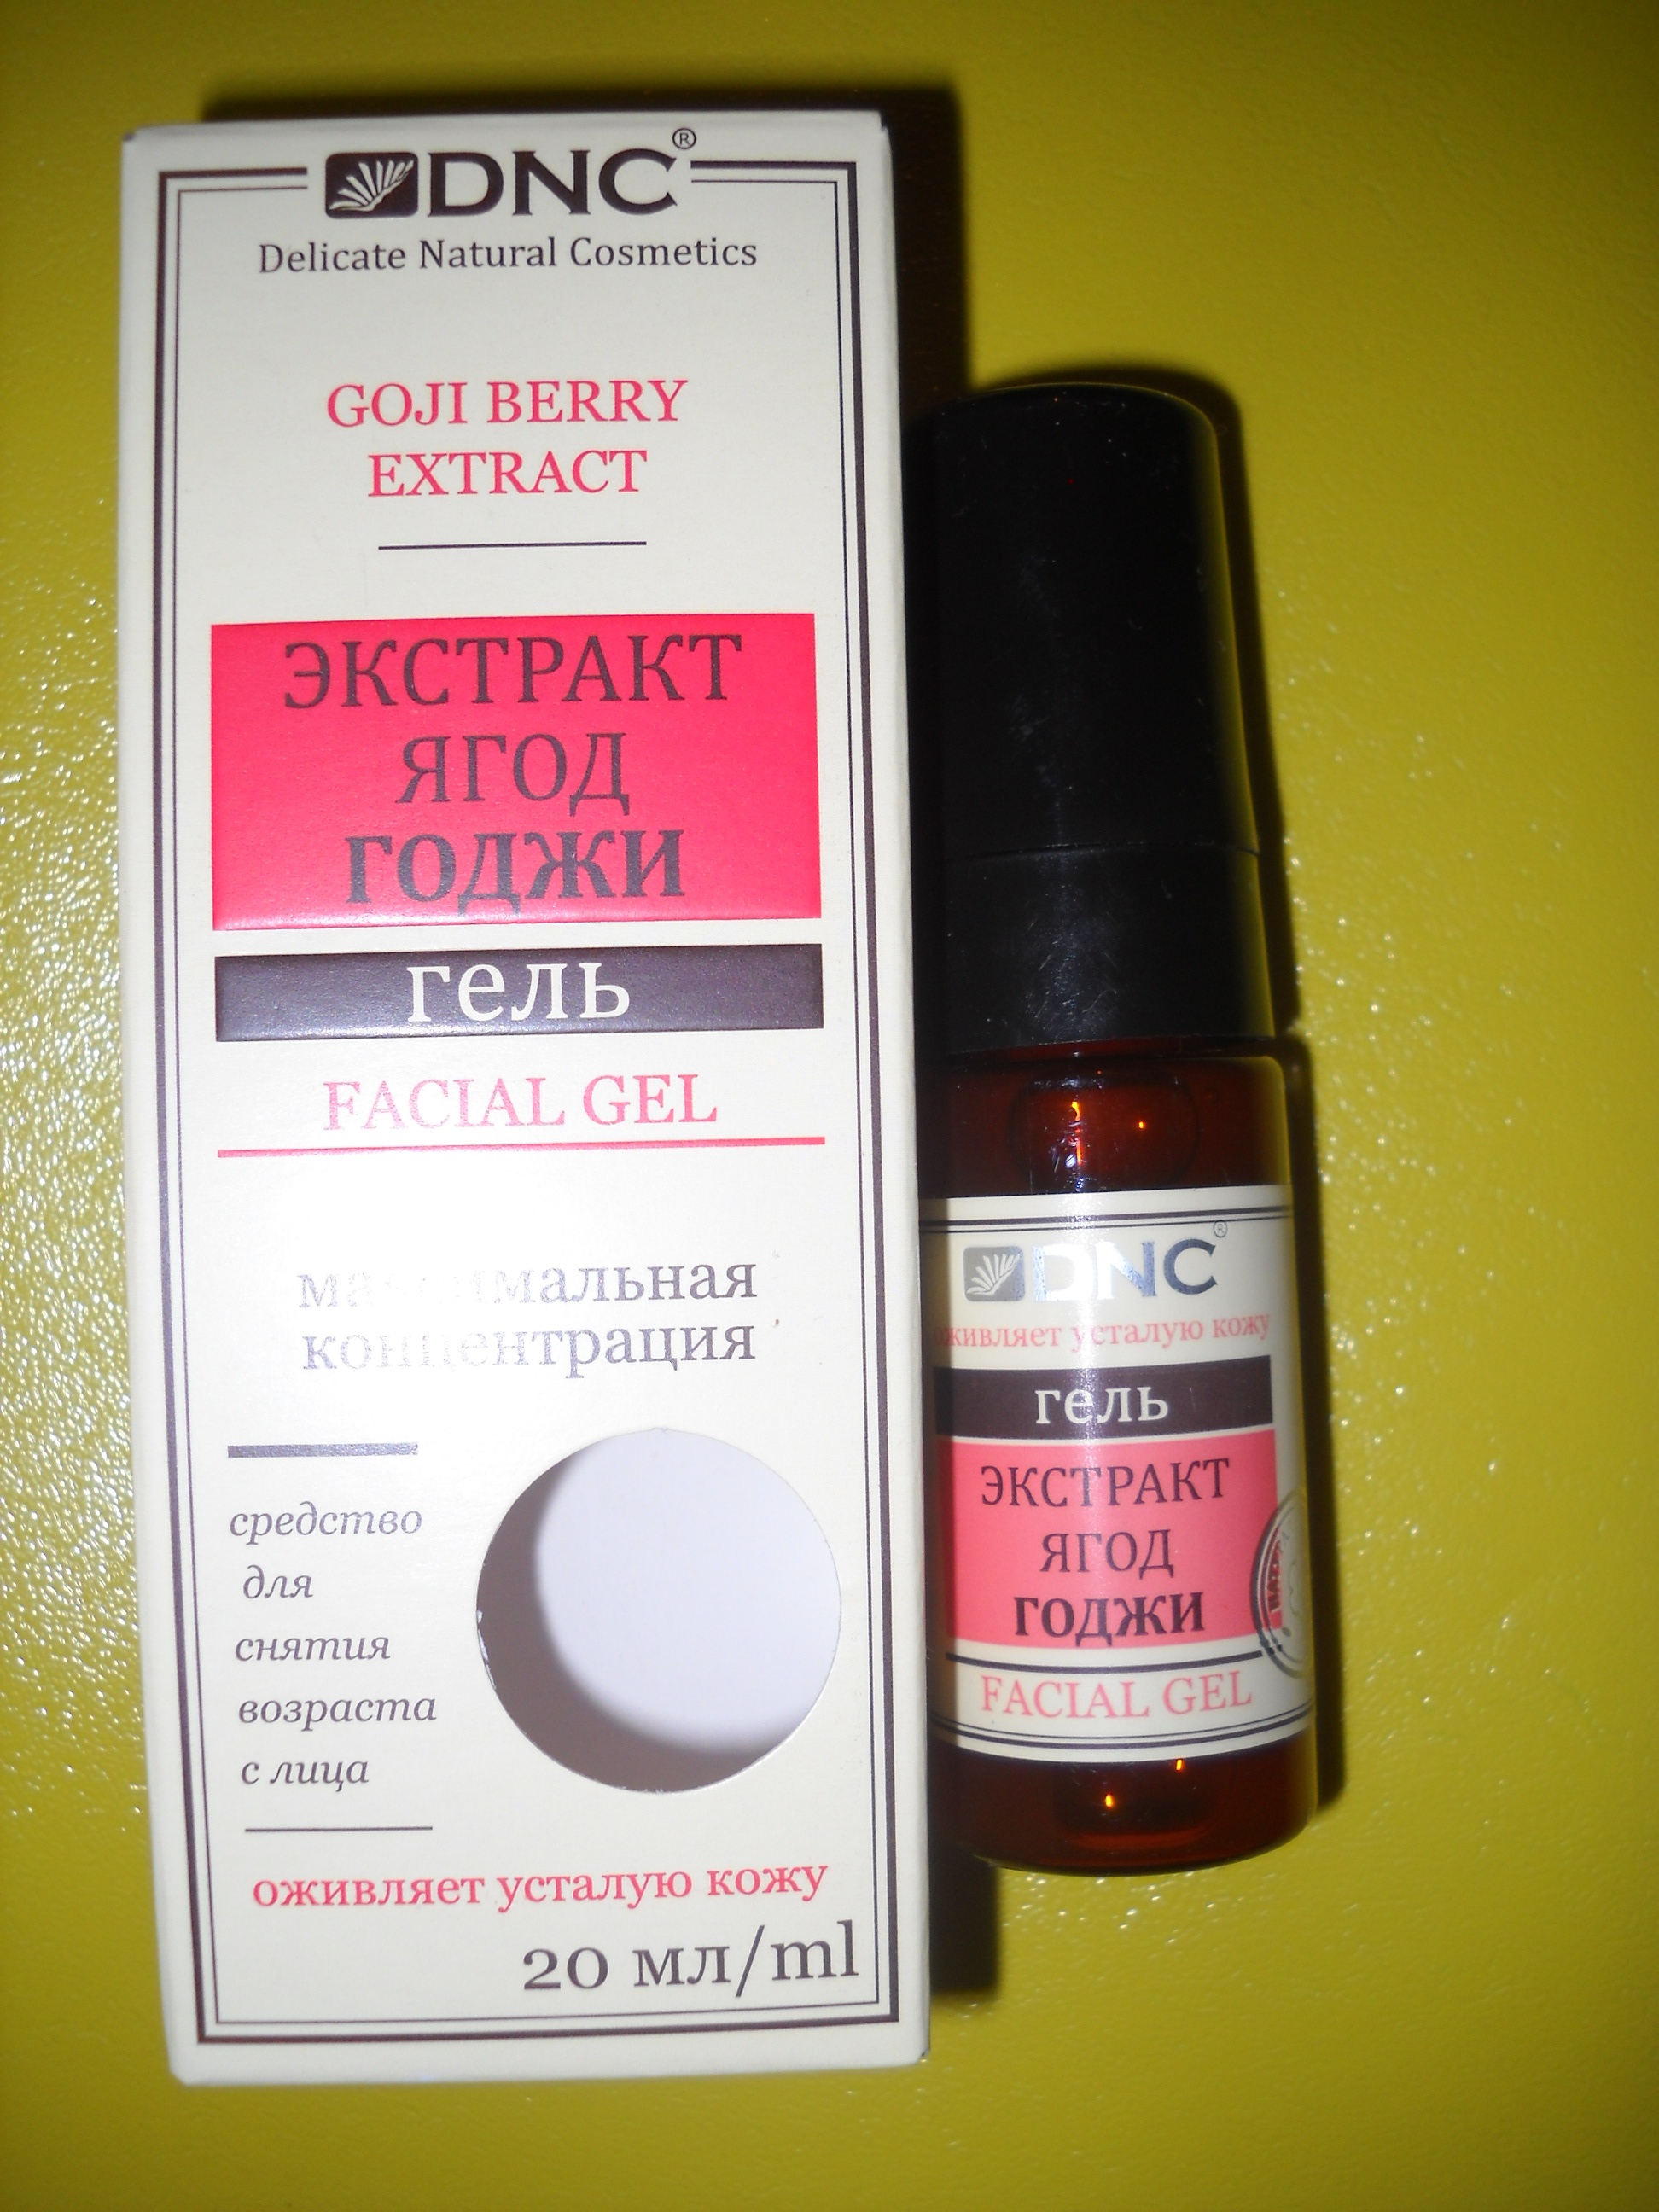 DNC®
Delicate Natural Cosmetics
GOJI BERRY
EXTRACT
ЭКСТРАКТ
ЯГОД
ГОДЖИ
гель
FACIAL GEL
максимальная
концентрация
средство
для
снятия
возраста
с лица
оживляет усталую кожу
20 мл/ml
DNC®
оживляет усталую кожу
гель
ЭКСТРАКТ
ЯГОД
ГОДЖИ
FACIAL GEL